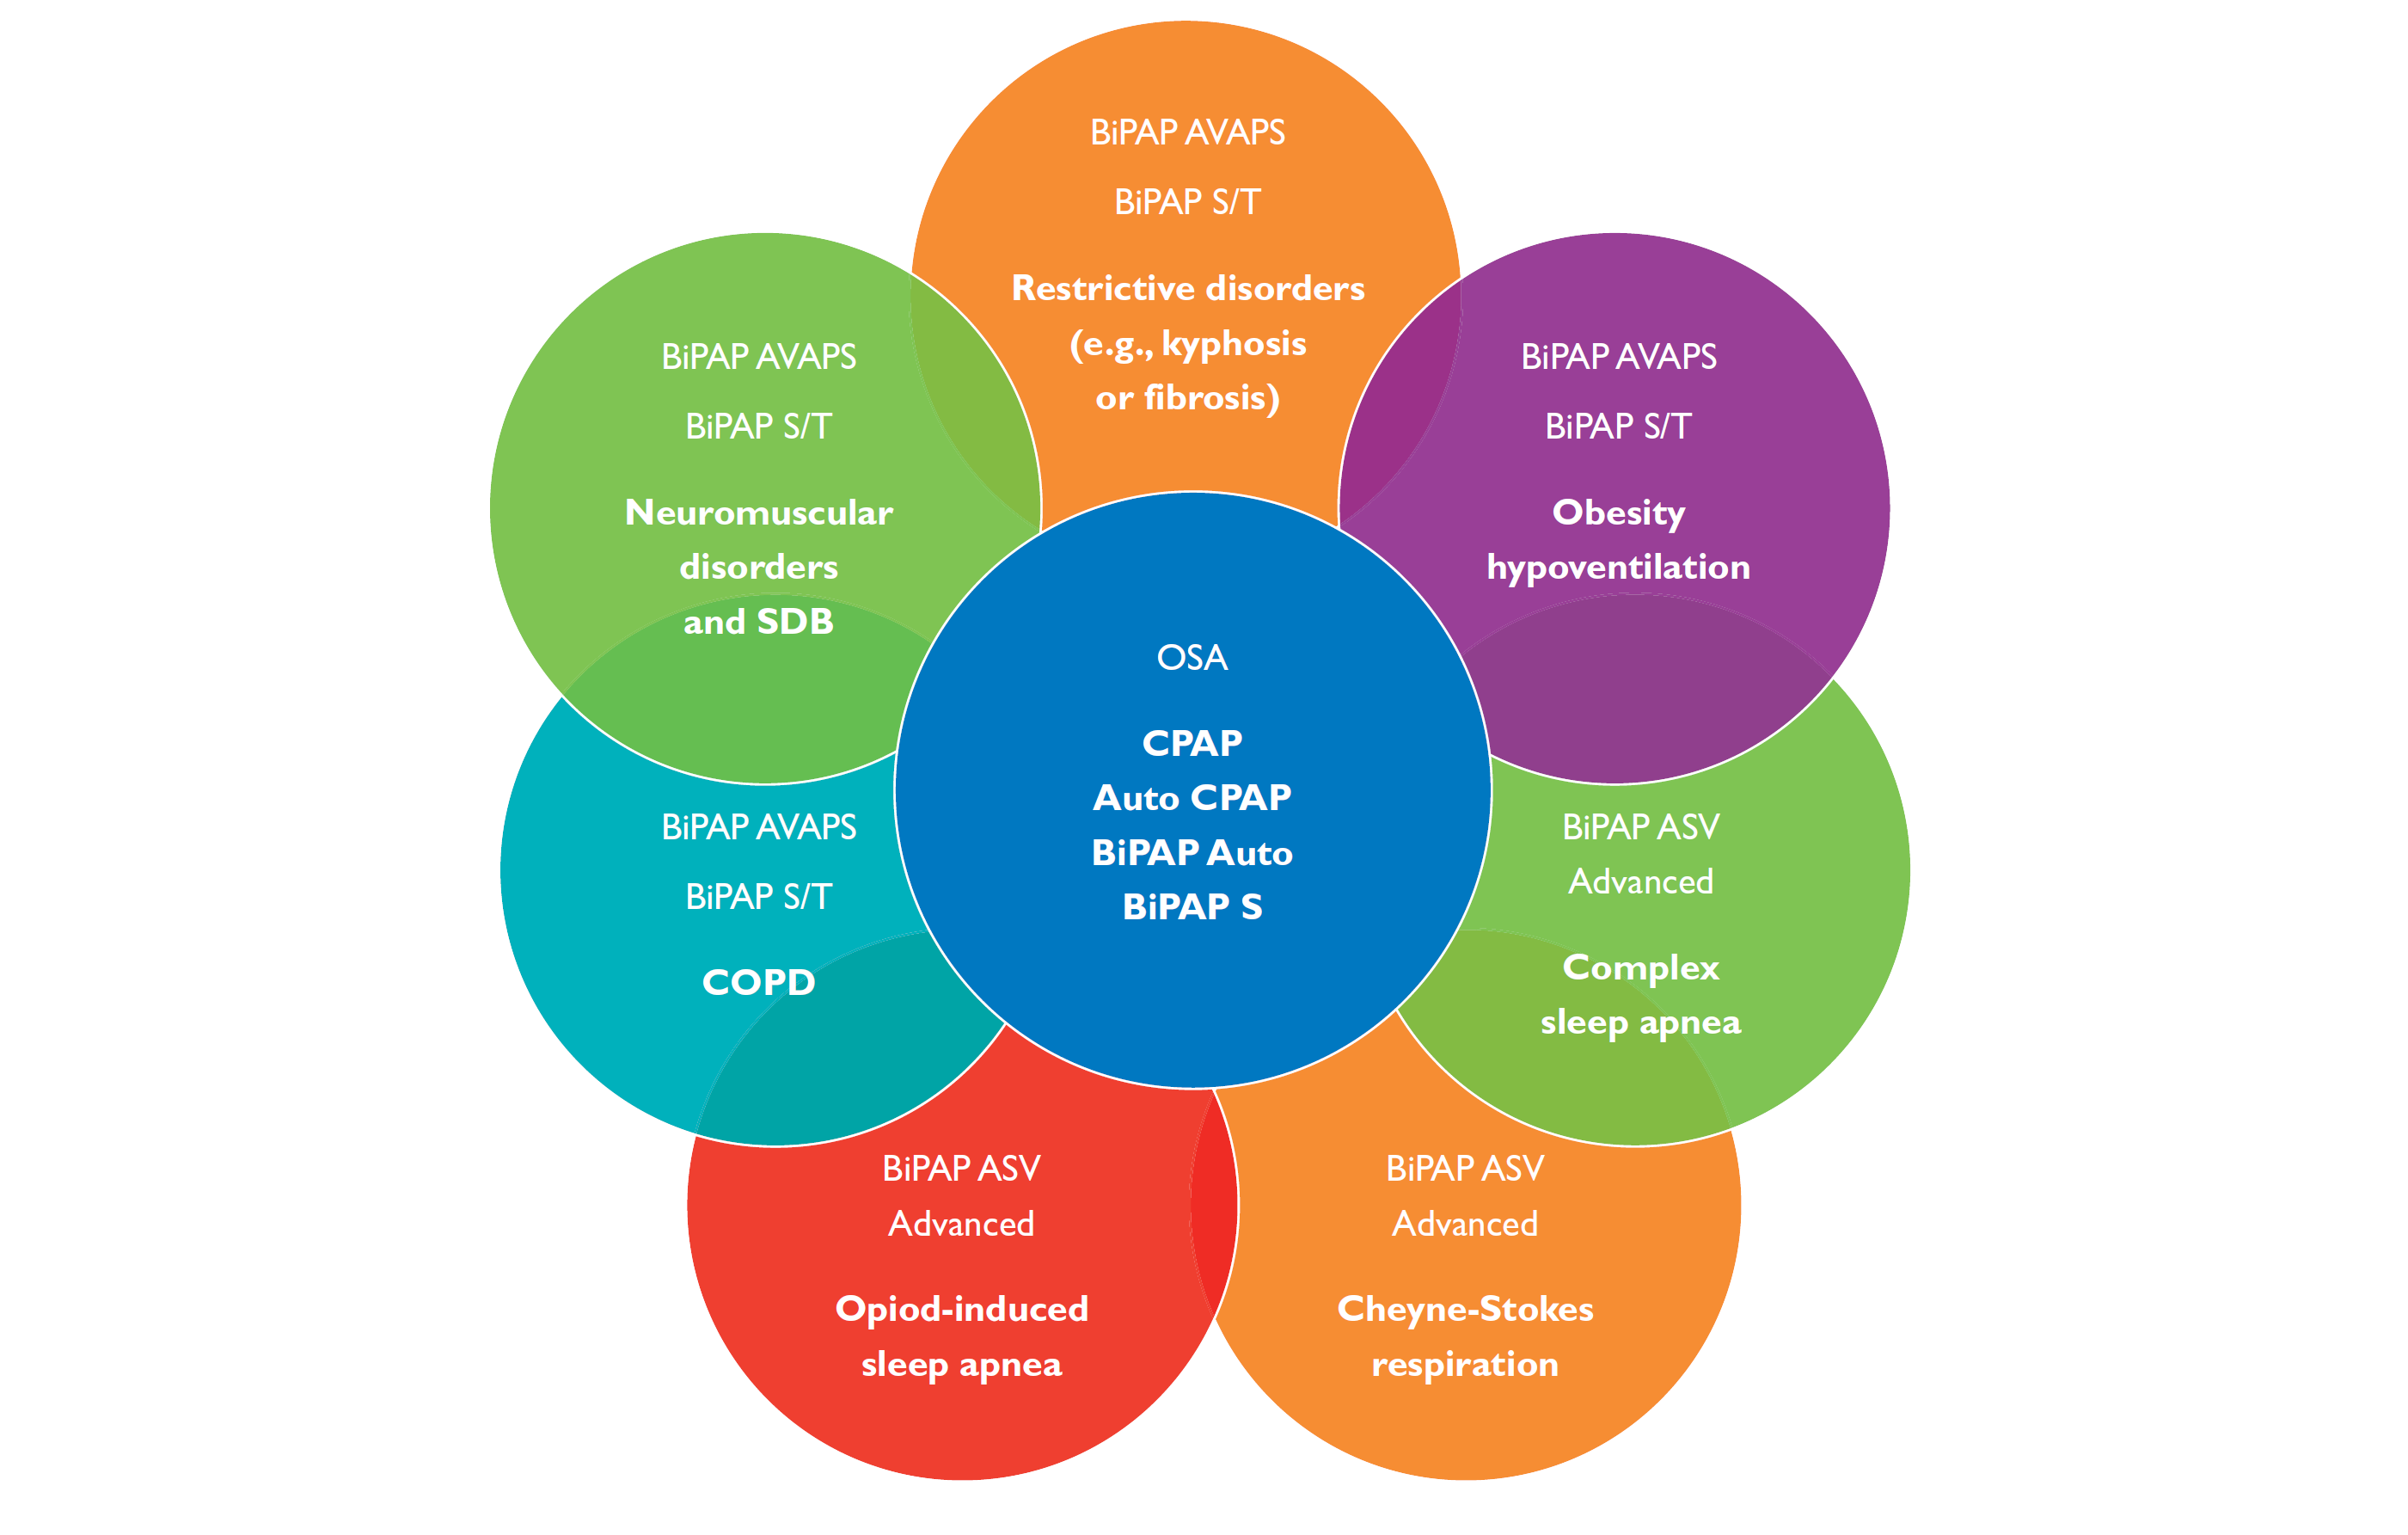 BiPAP AVAPS
BiPAP S/T
Restrictive disorders
(e.g., kyphosis
or fibrosis)
BiPAP AVAPS
BiPAP S/T
Neuromuscular
disorders
and SDB
BiPAP AVAPS
BiPAP S/T
Obesity
hypoventilation
OSA
CPAP
Auto CPAP
BiPAP Auto
BiPAP S
BiPAP AVAPS
BiPAP S/T
COPD
BiPAP ASV
Advanced
Complex
sleep apnea
BiPAP ASV
Advanced
Opiod-induced
sleep apnea
BiPAP ASV
Advanced
Cheyne-Stokes
respiration